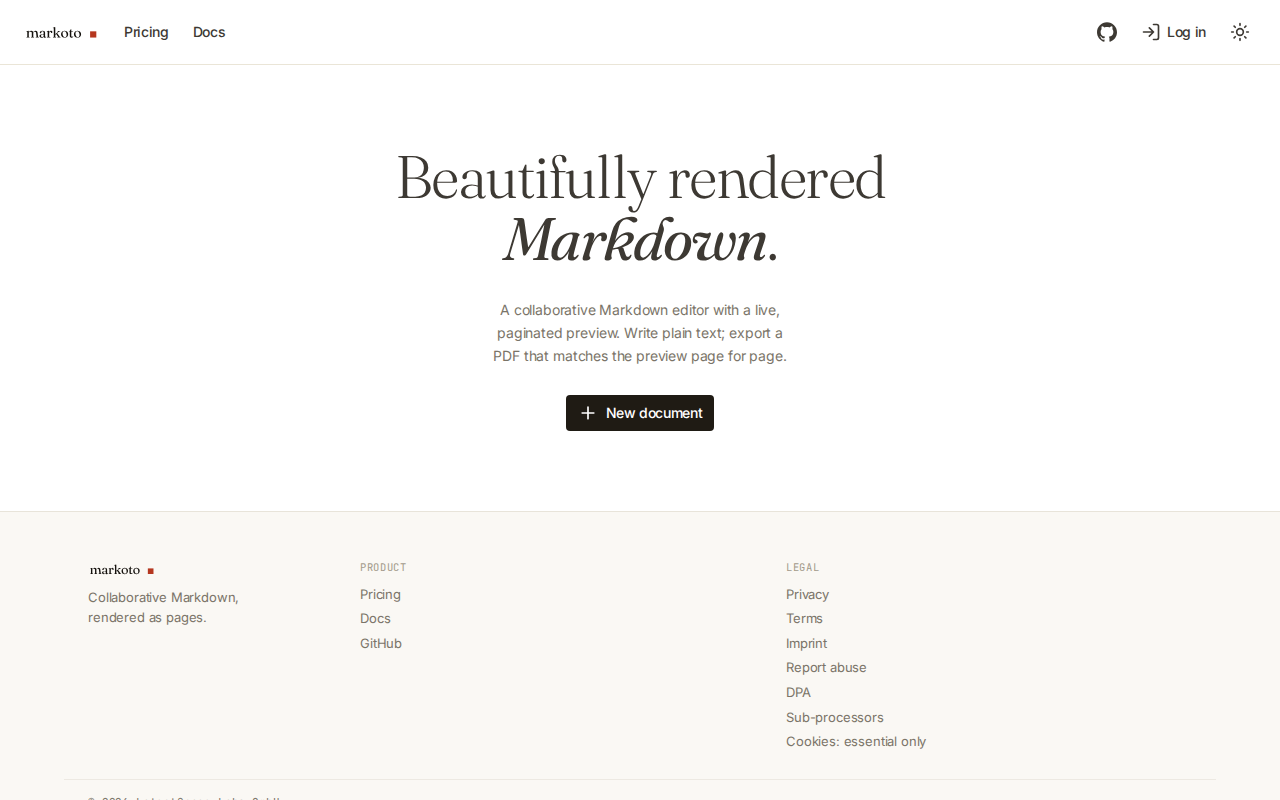 markoto
Pricing
Docs
Log in
Beautifully rendered
Markdown.
A collaborative Markdown editor with a live,
paginated preview. Write plain text; export a
PDF that matches the preview page for page.
New document
markoto
Collaborative Markdown,
rendered as pages.
PRODUCT
Pricing
Docs
GitHub
LEGAL
Privacy
Terms
Imprint
Report abuse
DPA
Sub-processors
Cookies: essential only